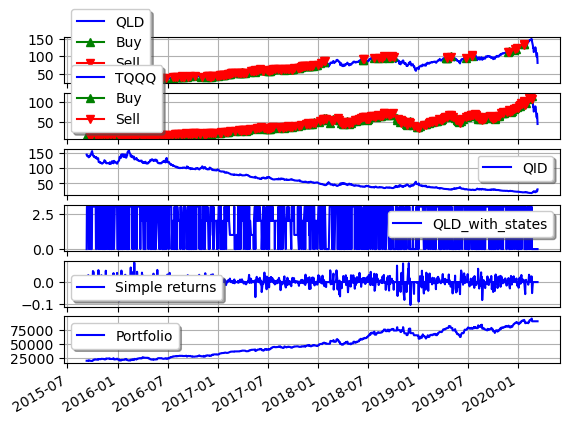 QLD
Buy
Sell
150
100
50
TQQQ
Buy
Sell
100
50
150
100
50
QID
2.5
0.0
QLD_with_states
0.0
−0.1
Simple returns
75000
50000
25000
Portfolio
2015-07 2016-01 2016-07 2017-01 2017-07 2018-01 2018-07 2019-01 2019-07 2020-01